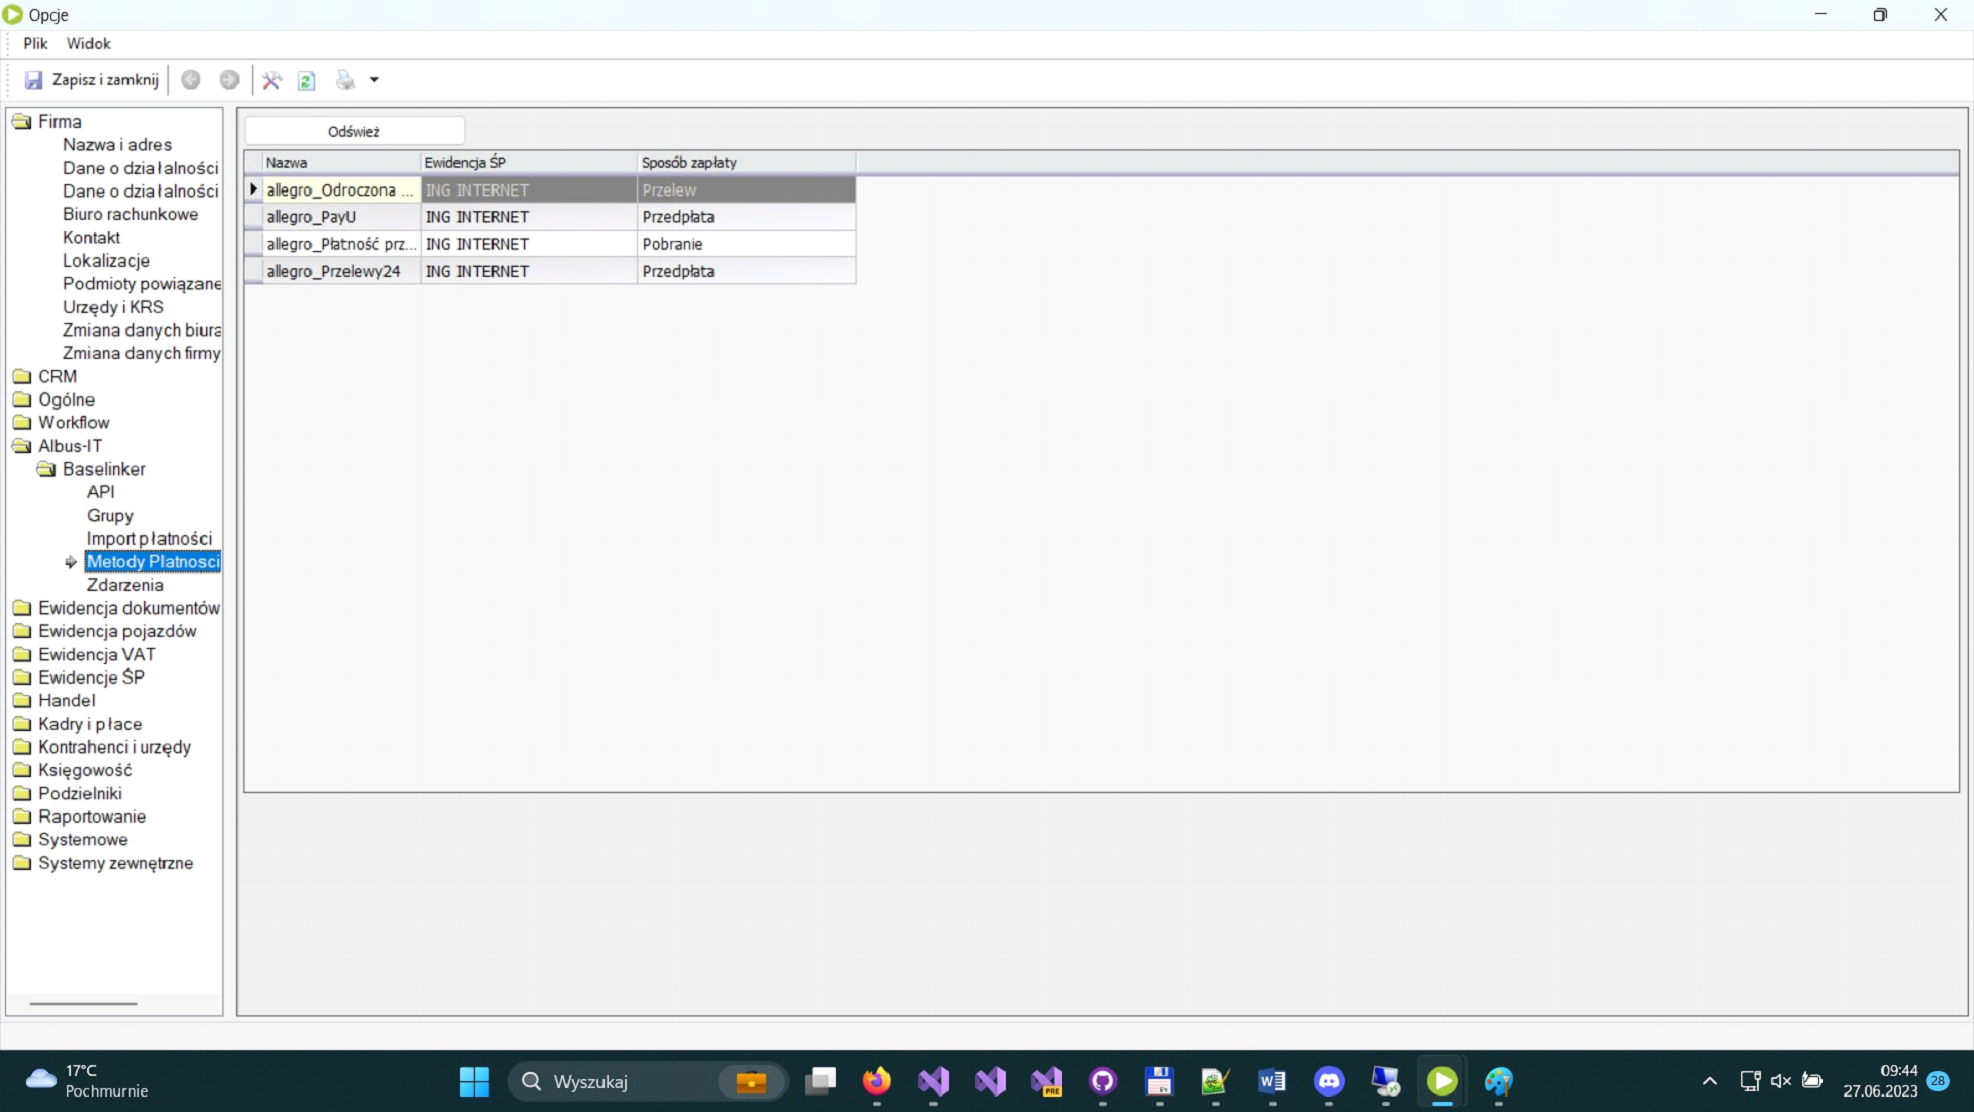 Opcje
Plik Widok
Zapisz i zamknij
Firma
Nazwa i adres
Dane o działalności
Dane o działalności
Biuro rachunkowe
Kontakt
Lokalizacje
Podmioty powiązane
Urzędy i KRS
Zmiana danych biura
Zmiana danych firmy
CRM
Ogólne
Workflow
Albus-IT
Baselinker
API
Grupy
Import płatności
Metody Platnosci
Zdarzenia
Ewidencja dokumentów
Ewidencja pojazdów
Ewidencja VAT
Ewidencje ŚP
Handel
Kadry i płace
Kontrahenci i urzędy
Księgowość
Podzielniki
Raportowanie
Systemowe
Systemy zewnętrzne
Odśwież
Nazwa Ewidencja ŚP Sposób zapłaty
allegro_Odroczona ... ING INTERNET Przelew
allegro_PayU ING INTERNET Przedpłata
allegro_Płatność prz... ING INTERNET Pobranie
allegro_Przelewy24 ING INTERNET Przedpłata
17°C
Pochmurnie
Wyszukaj
PRE
09:44
27.06.2023
28